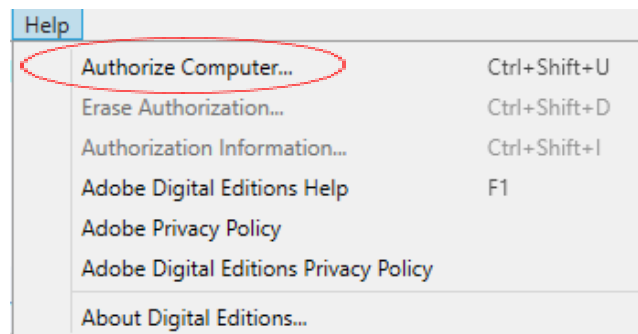 Help
Authorize Computer... Ctrl+Shift+U
Erase Authorization... Ctrl+Shift+D
Authorization Information... Ctrl+Shift+I
Adobe Digital Editions Help F1
Adobe Privacy Policy
Adobe Digital Editions Privacy Policy
About Digital Editions...